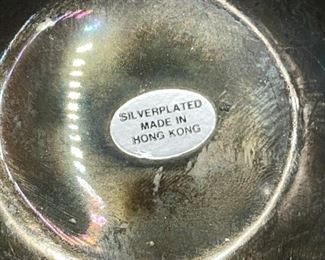 SILVERPLATED
MADE IN
HONG KONG